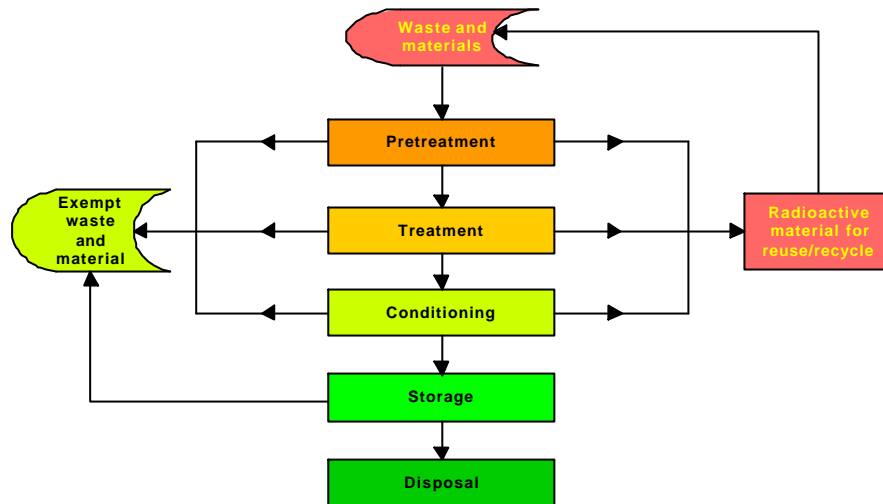 Waste and
materials
Pretreatment
Exempt
waste
and
material
Treatment
Radioactive
material for
reuse/recycle
Conditioning
Storage
Disposal